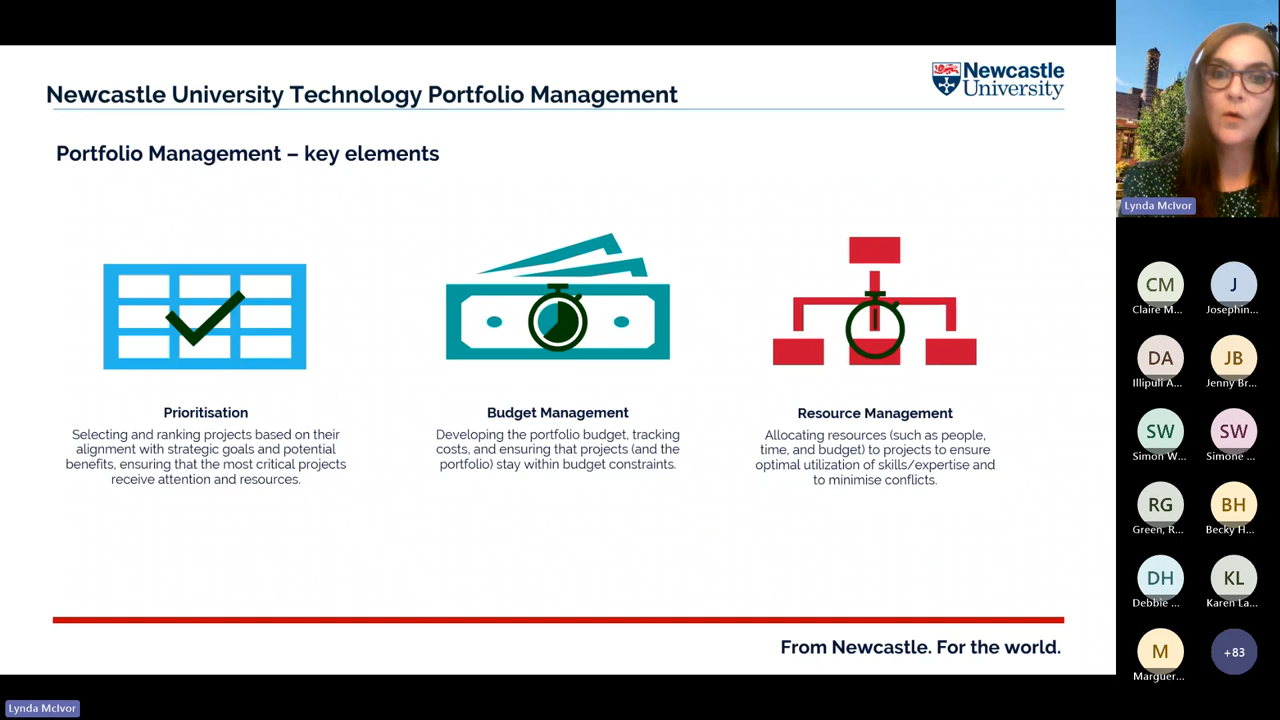 Newcastle University Technology Portfolio Management
Newcastle
University
Portfolio Management – key elements
Prioritisation
Selecting and ranking projects based on their
alignment with strategic goals and potential
benefits, ensuring that the most critical projects
receive attention and resources.
Budget Management
Developing the portfolio budget, tracking
costs, and ensuring that projects (and the
portfolio) stay within budget constraints.
Resource Management
Allocating resources (such as people,
time, and budget) to projects to ensure
optimal utilization of skills/expertise and
to minimise conflicts.
From Newcastle. For the world.
Lynda McIvor
Lynda McIvor
CM
Claire M...
J
Josephin...
DA
Illipuli A...
JB
Jenny Br...
SW
Simon W...
SW
Simone ...
RG
Green, R...
BH
Becky H...
DH
Debbie ...
KL
Karen La...
M
Marguer...
+83